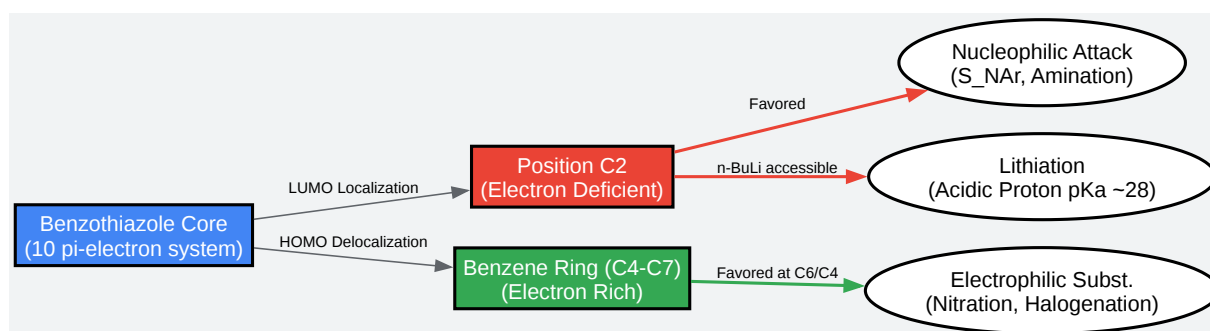 Nucleophilic Attack
(S_NAr, Amination)
Favored
Position C2
(Electron Deficient)
n-BuLi accessible
Lithiation
(Acidic Proton pKa ~28)
LUMO Localization
Benzothiazole Core
(10 pi-electron system)
HOMO Delocalization
Benzene Ring (C4-C7)
(Electron Rich)
Favored at C6/C4
Electrophilic Subst.
(Nitration, Halogenation)